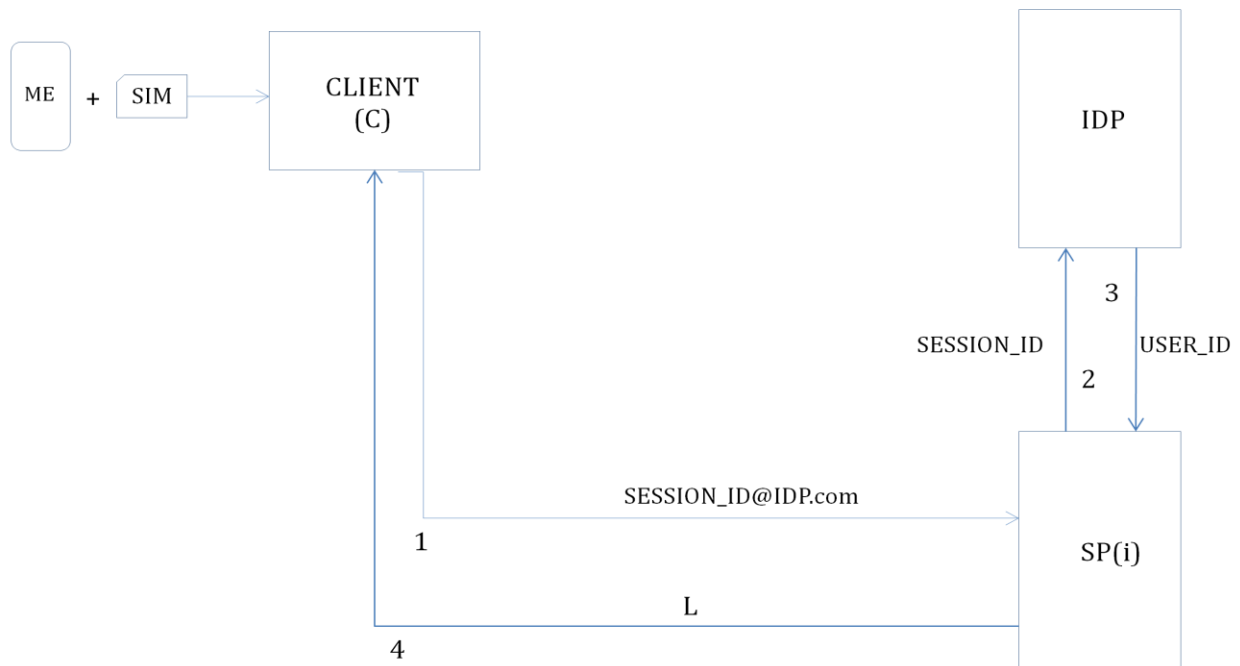 ME
+
SIM
CLIENT
(C)
IDP
3
SESSION_ID
USER_ID
2
SESSION_ID@IDP.com
1
SP(i)
L
4